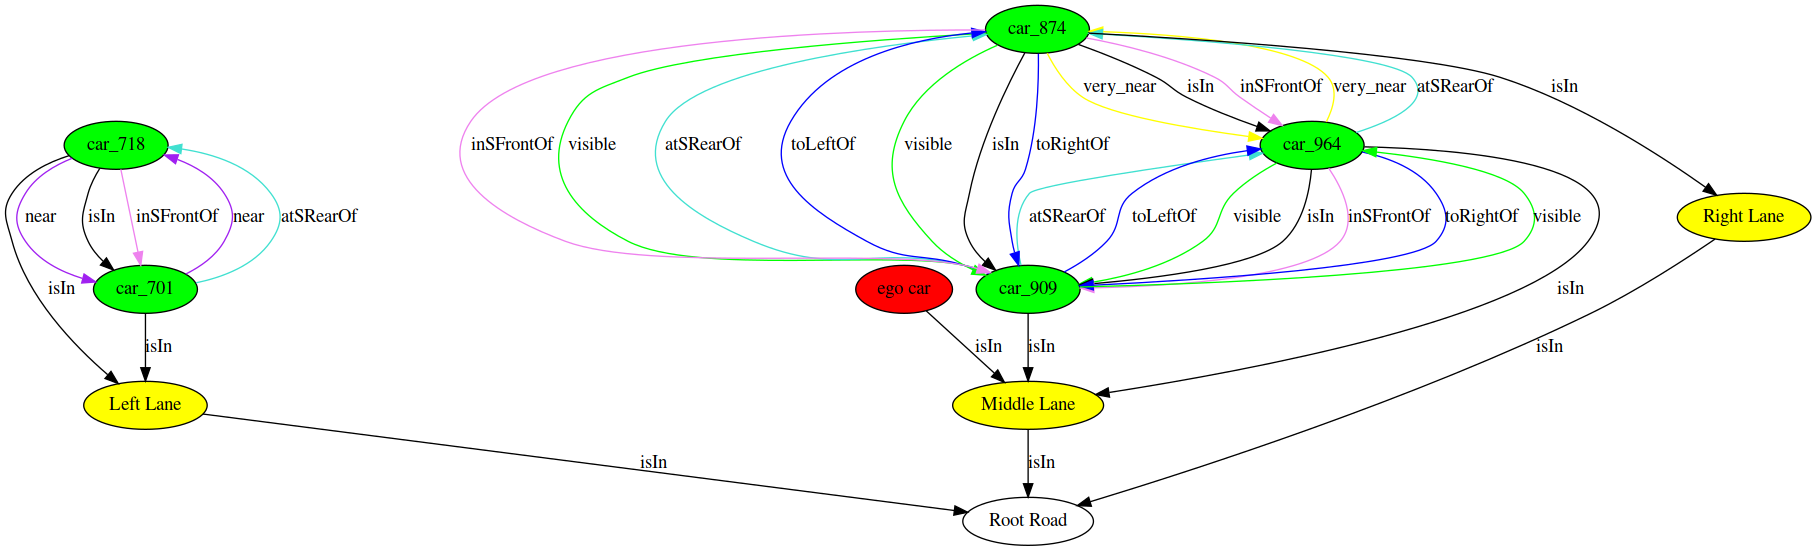 car_874
very_near
isIn
inSFrontOf
very_near
atSRearOf
isIn
car_718
inSFrontOf
visible
atSRearOf
toLeftOf
visible
isIn
toRightOf
car_964
near
isIn
inSFrontOf
near
atSRearOf
atSRearOf
toLeftOf
visible
isIn
inSFrontOf
toRightOf
visible
Right Lane
isIn
car_701
ego car
car_909
isIn
isIn
isIn
isIn
isIn
Left Lane
Middle Lane
isIn
isIn
Root Road